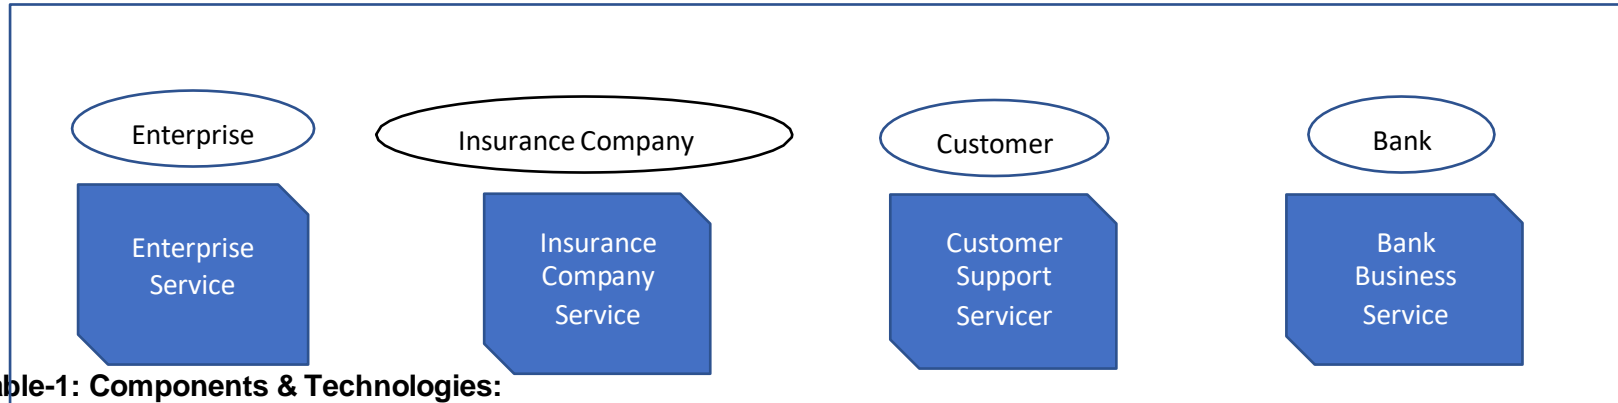 Enterprise
Insurance Company
Customer
Bank
Enterprise
Service
Insurance
Company
Service
Customer
Support
Servicer
Bank
Business
Service
able-1: Components & Technologies: